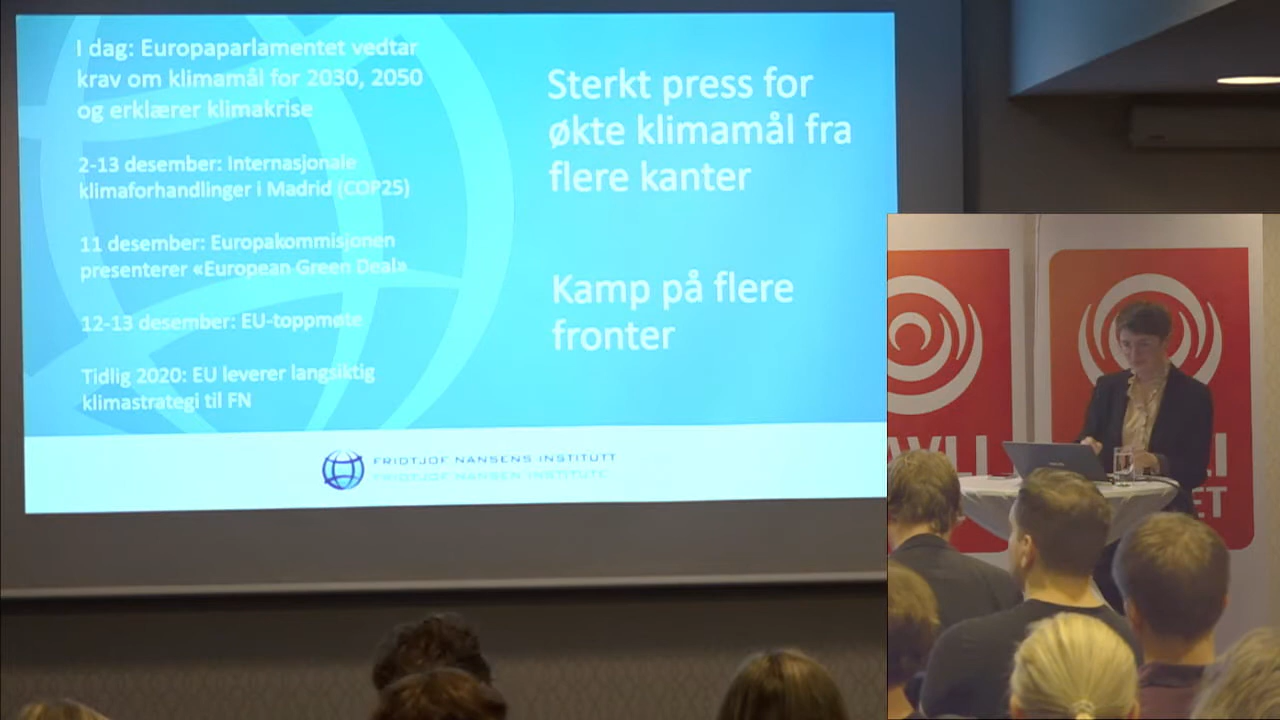 I dag: Europaparlamentet vedtar
krav om klimamål for 2030, 2050
og erklærer klimakrise
2-13 desember: Internasjonale
klimaforhandlinger i Madrid (COP25)
11 desember: Europakommisjonen
presenterer «European Green Deal»
12-13 desember: EU-toppmøte
Tidlig 2020: EU leverer langsiktig
klimastrategi til FN
Sterkt press for
økte klimamål fra
flere kanter
Kamp på flere
fronter
FRIDTJOF NANSENS INSTITUTT
FRIDTJOF NANSEN INSTITUTE